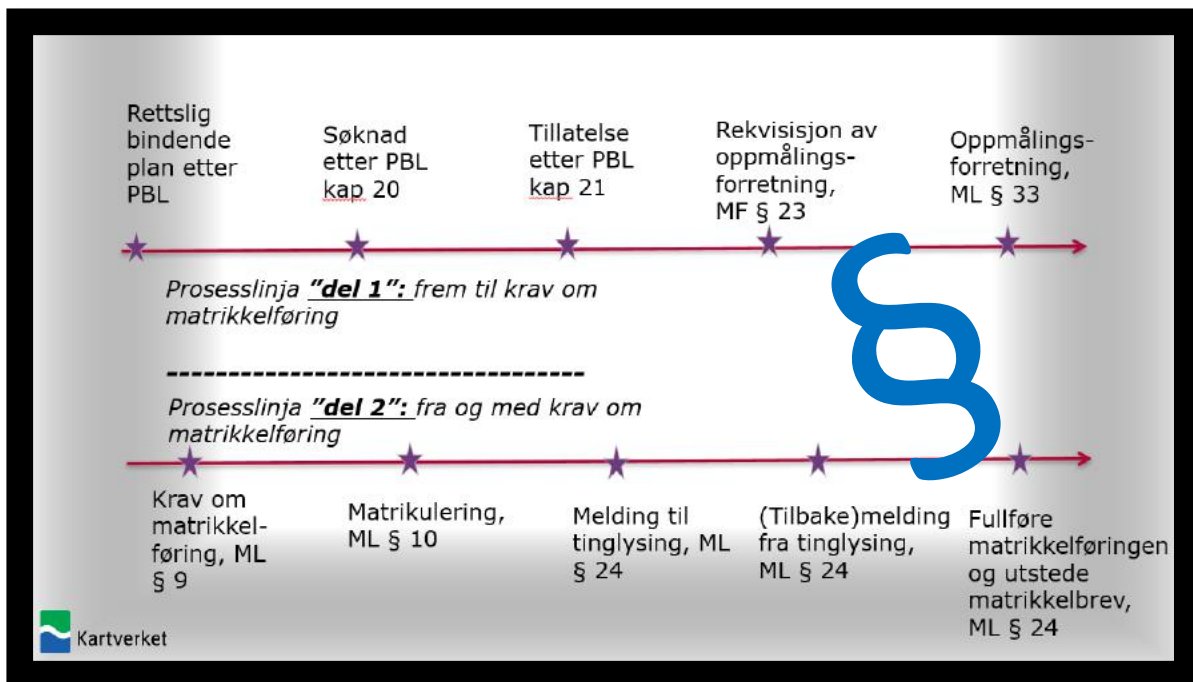 Rettslig
bindende
plan etter
PBL
Søknad
etter PBL
kap 20
Tillatelse
etter PBL
kap 21
Rekvisisjon av
oppmålings-
forretning,
MF § 23
Oppmålings-
forretning,
ML § 33
Prosesslinja "del 1": frem til krav om
matrikkelføring
§
Prosesslinja "del 2": fra og med krav om
matrikkelføring
Krav om
matrikkel-
føring, ML
§ 9
Matrikulering,
ML § 10
Melding til
tinglysing, ML
§ 24
(Tilbake)melding
fra tinglysing,
ML § 24
Fullføre
matrikkelføringen
og utstede
matrikkelbrev,
ML § 24
Kartverket